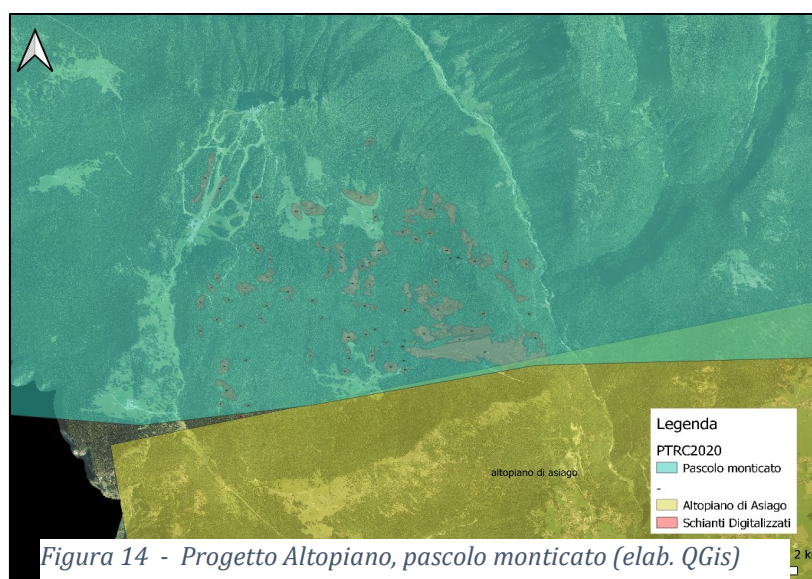 altopiano di asiago
Legenda
PTRC2020
Pascolo monticato
-
Altopiano di Asiago
Schianti Digitalizzati
2 k
Figura 14 - Progetto Altopiano, pascolo monticato (elab. QGis)